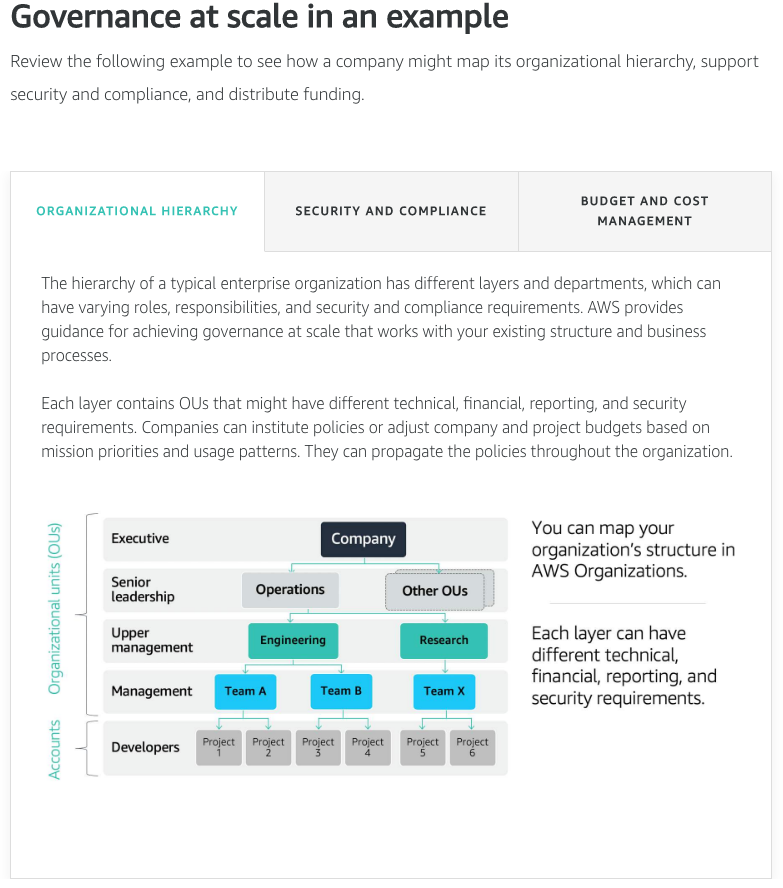 Governance at scale in an example
Review the following example to see how a company might map its organizational hierarchy, support
security and compliance, and distribute funding.
ORGANIZATIONAL HIERARCHY
SECURITY AND COMPLIANCE
BUDGET AND COST
MANAGEMENT
The hierarchy of a typical enterprise organization has different layers and departments, which can
have varying roles, responsibilities, and security and compliance requirements. AWS provides
guidance for achieving governance at scale that works with your existing structure and business
processes.
Each layer contains OUs that might have different technical, financial, reporting, and security
requirements. Companies can institute policies or adjust company and project budgets based on
mission priorities and usage patterns. They can propagate the policies throughout the organization.
Organizational units (OUs)
Executive
Company
Senior
leadership
Operations
Other OUs
Upper
management
Engineering
Research
Management
Team A
Team B
Team X
Accounts
Developers
Project
1
Project
2
Project
3
Project
4
Project
5
Project
6
You can map your
organization's structure in
AWS Organizations.
Each layer can have
different technical,
financial, reporting, and
security requirements.